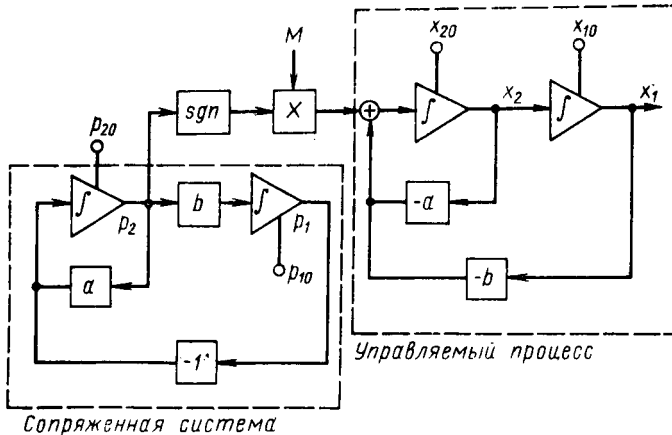 x₂₀
x₁₀
M
sgn
X
∫
x₂
∫
x₁
p₂₀
∫
p₂
b
∫
p₁
-a
p₁₀
a
-b
-1
Управляемый процесс
Сопряженная система